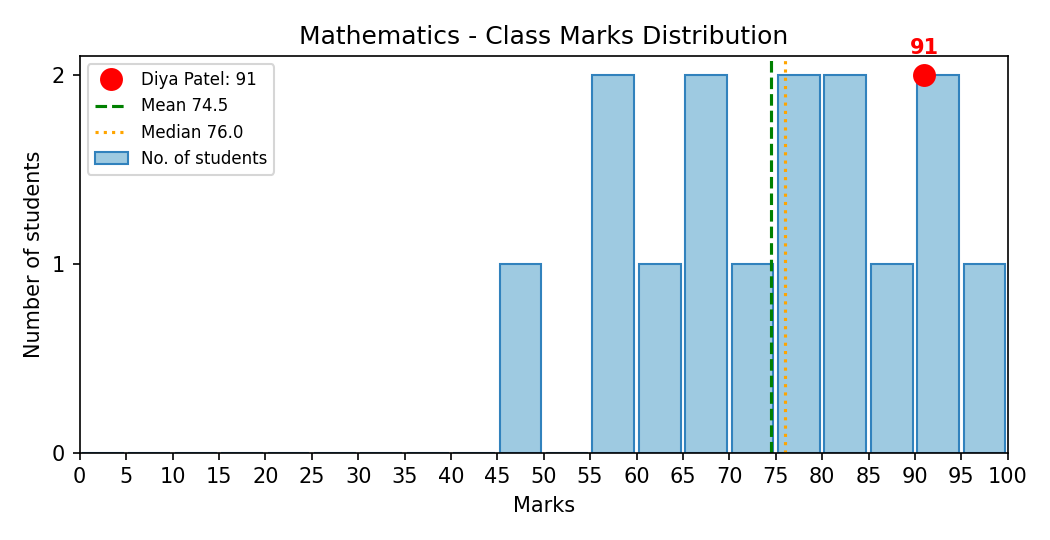 Mathematics - Class Marks Distribution
91
Diya Patel: 91
Mean 74.5
Median 76.0
No. of students
Number of students
2
1
0
0 5 10 15 20 25 30 35 40 45 50 55 60 65 70 75 80 85 90 95 100
Marks